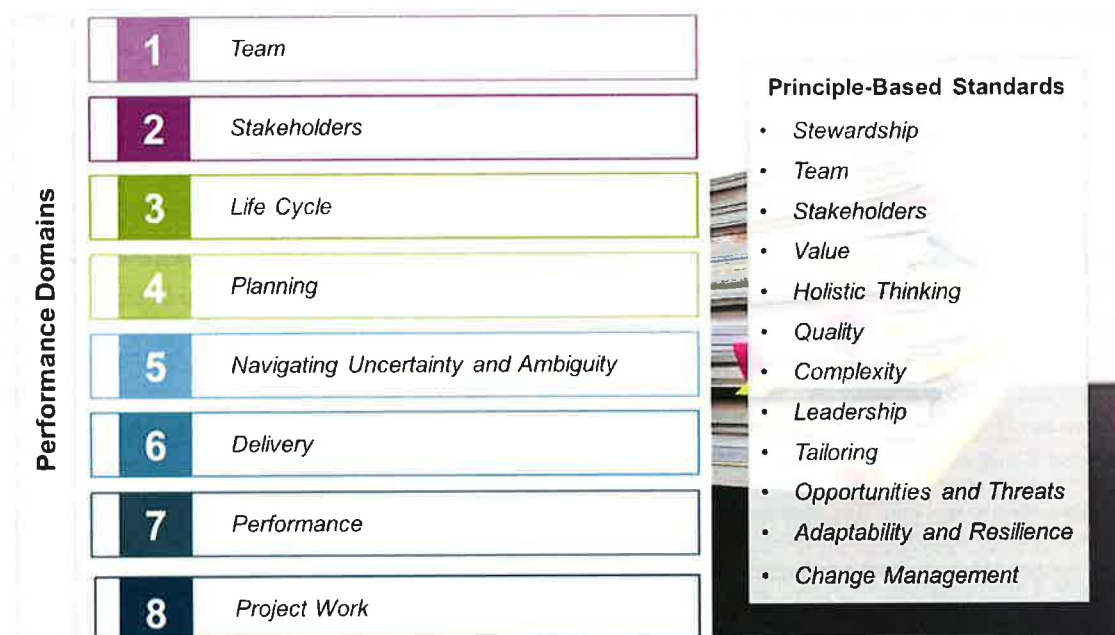 Performance Domains
1
Team
2
Stakeholders
3
Life Cycle
4
Planning
5
Navigating Uncertainty and Ambiguity
6
Delivery
7
Performance
8
Project Work
Principle-Based Standards
• Stewardship
• Team
• Stakeholders
• Value
• Holistic Thinking
• Quality
• Complexity
• Leadership
• Tailoring
• Opportunities and Threats
• Adaptability and Resilience
• Change Management